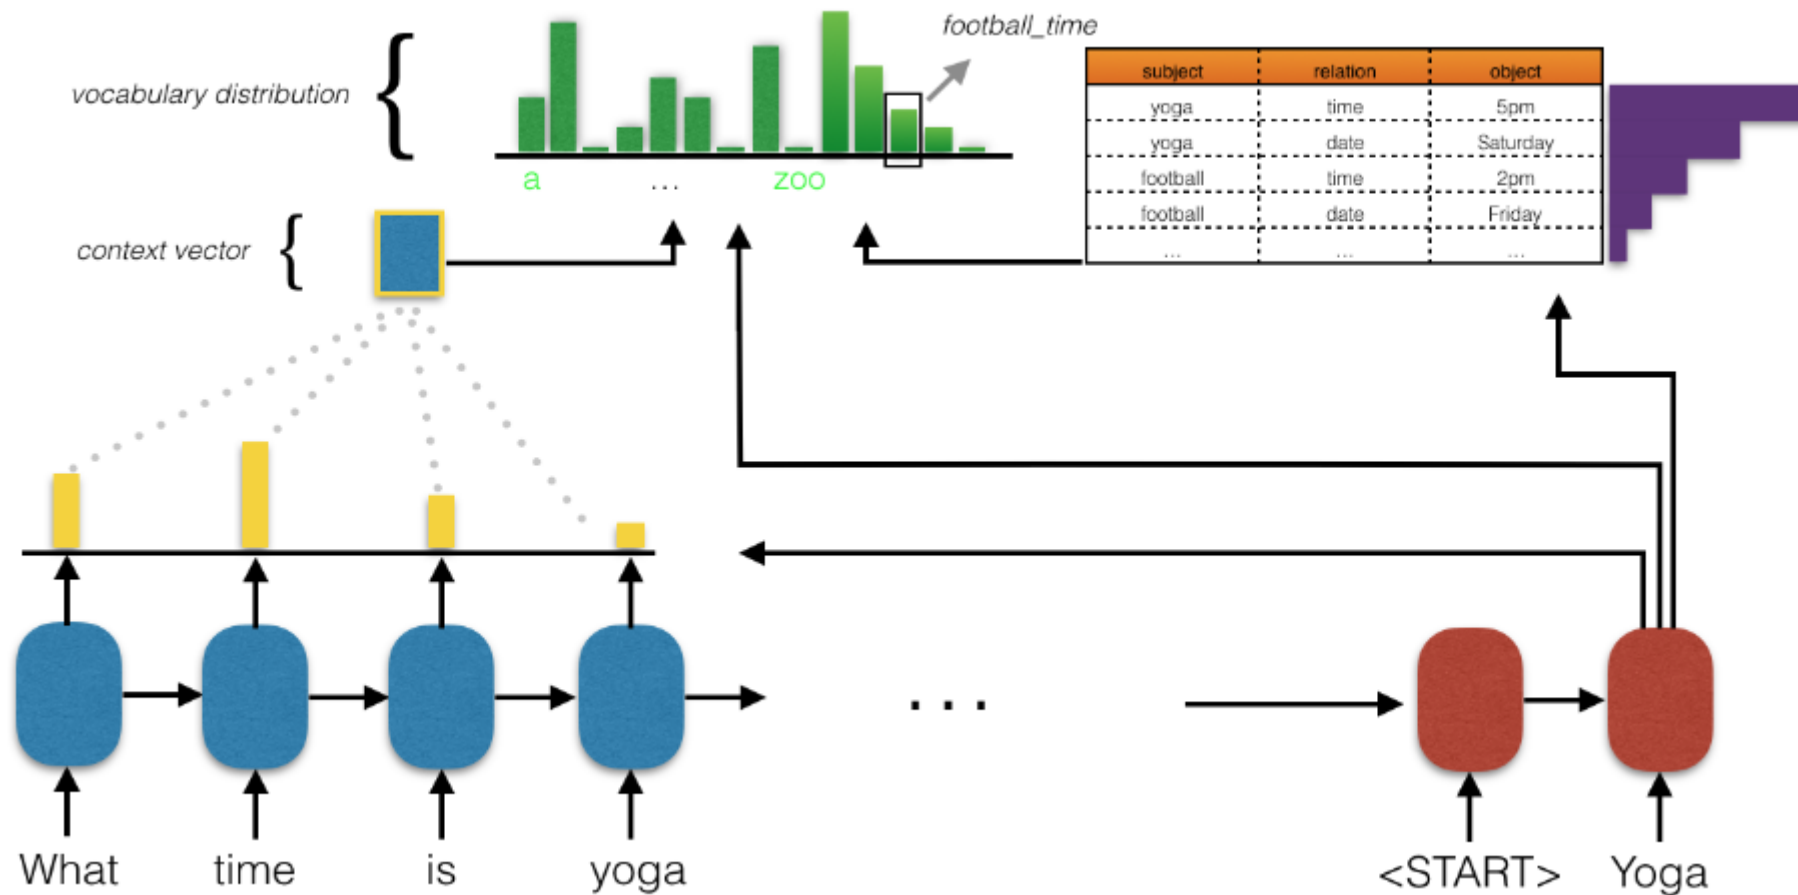 football_time
vocabulary distribution
a ... zoo
subject relation object
yoga time 5pm
yoga date Saturday
football time 2pm
football date Friday
... ... ...
context vector
...
What time is yoga <START> Yoga